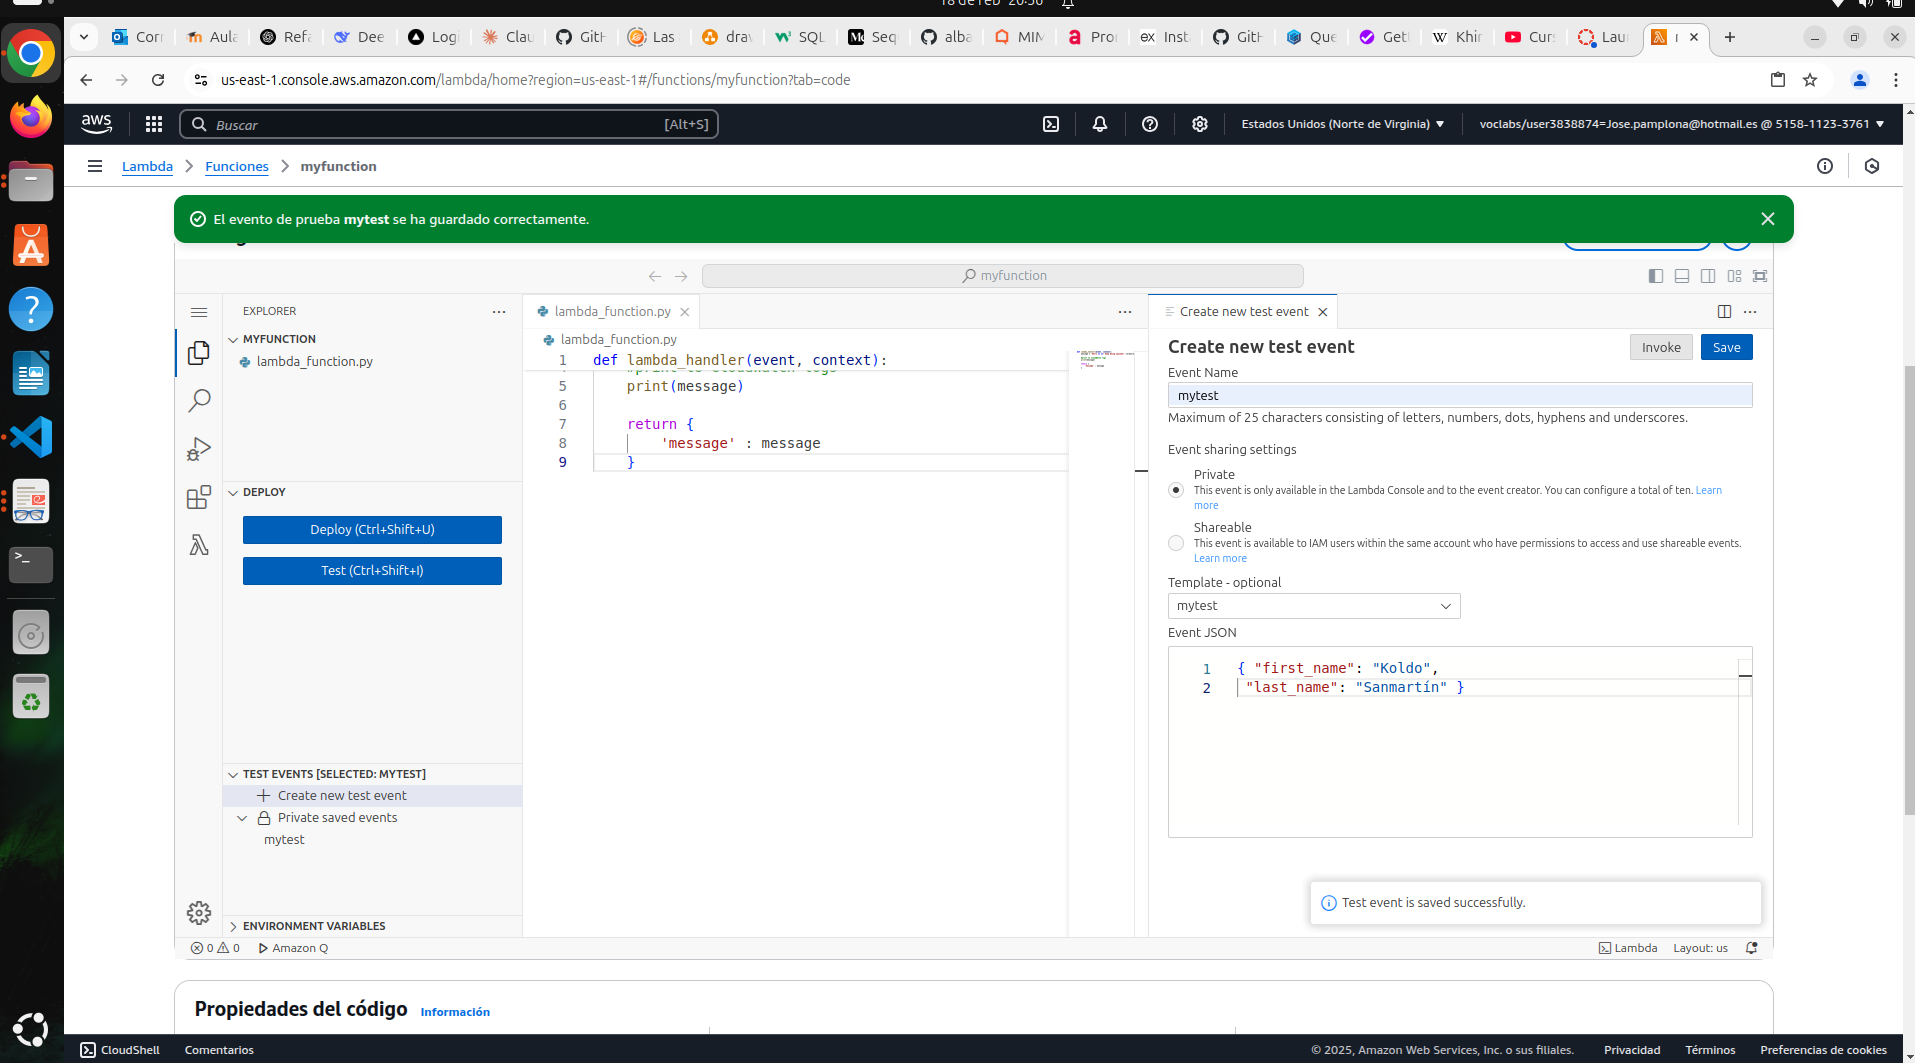 18 de Feb 20:56
Corr
Aula
Refa
Dee
Logi
Clau
GitH
Las
drav
SQL
Seq
alba
MIM
Pro
Inst
GitH
Que
Get
Khir
Curs
Lau
us-east-1.console.aws.amazon.com/lambda/home?region=us-east-1#/functions/myfunction?tab=code
aws
Buscar
[Alt+S]
Estados Unidos (Norte de Virginia)
voclabs/user3838874=Jose.pamplona@hotmail.es @ 5158-1123-3761
Lambda
Funciones
myfunction
El evento de prueba mytest se ha guardado correctamente.
myfunction
EXPLORER
MYFUNCTION
lambda_function.py
DEPLOY
Deploy (Ctrl+Shift+U)
Test (Ctrl+Shift+I)
TEST EVENTS [SELECTED: MYTEST]
Create new test event
Private saved events
mytest
ENVIRONMENT VARIABLES
lambda_function.py
lambda_function.py
1 def lambda_handler(event, context):
5 print(message)
6
7 return {
8 'message' : message
9 }
Create new test event
Create new test event
Invoke
Save
Event Name
mytest
Maximum of 25 characters consisting of letters, numbers, dots, hyphens and underscores.
Event sharing settings
Private
This event is only available in the Lambda Console and to the event creator. You can configure a total of ten. Learn
more
Shareable
This event is available to IAM users within the same account who have permissions to access and use shareable events.
Learn more
Template - optional
mytest
Event JSON
1 { "first_name": "Koldo",
2 "last_name": "Sanmartín" }
Test event is saved successfully.
0 0
Amazon Q
Lambda
Layout: us
Propiedades del código
Información
CloudShell
Comentarios
© 2025, Amazon Web Services, Inc. o sus filiales.
Privacidad
Términos
Preferencias de cookies